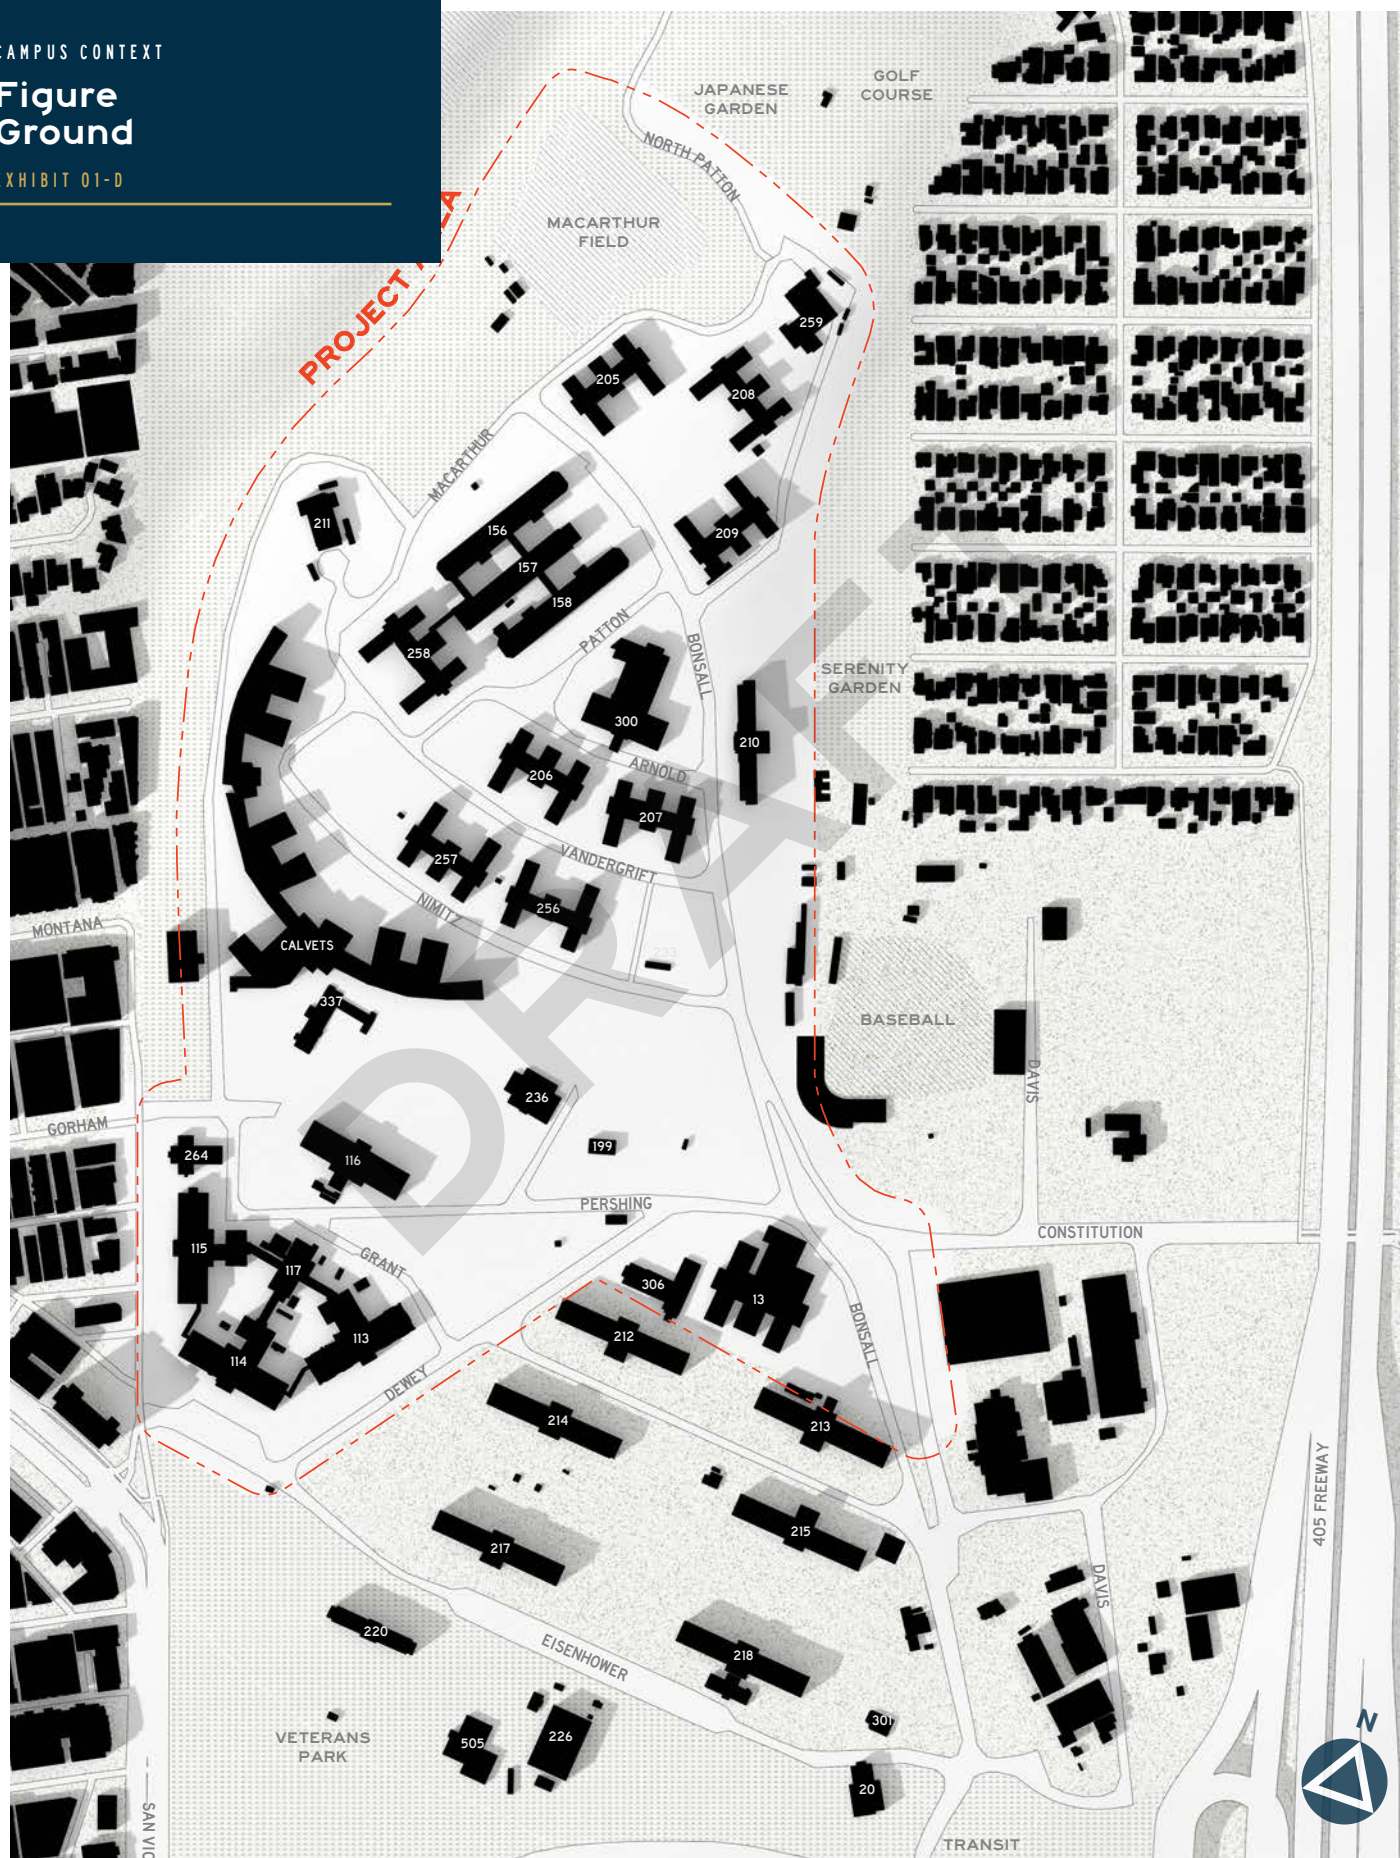 CAMPUS CONTEXT
Figure
Ground
EXHIBIT 01-D
GOLF
COURSE
JAPANESE
GARDEN
NORTH PATTON
MACARTHUR
FIELD
PROJECT
259
205
208
MACARTHUR
211
156
209
157
158
PATTON
258
BONSALL
SERENITY
GARDEN
300
210
ARNOLD
206
207
257
VANDERGRIFT
256
NIMITZ
MONTANA
CALVETS
233
337
BASEBALL
DAVIS
236
GORHAM
199
264
116
PERSHING
CONSTITUTION
115
GRANT
117
306
13
BONSALL
212
113
114
DEWEY
214
213
405 FREEWAY
215
217
DAVIS
220
EISENHOWER
218
301
VETERANS
PARK
505
226
N
20
SAN VIC
TRANSIT
DRAFT